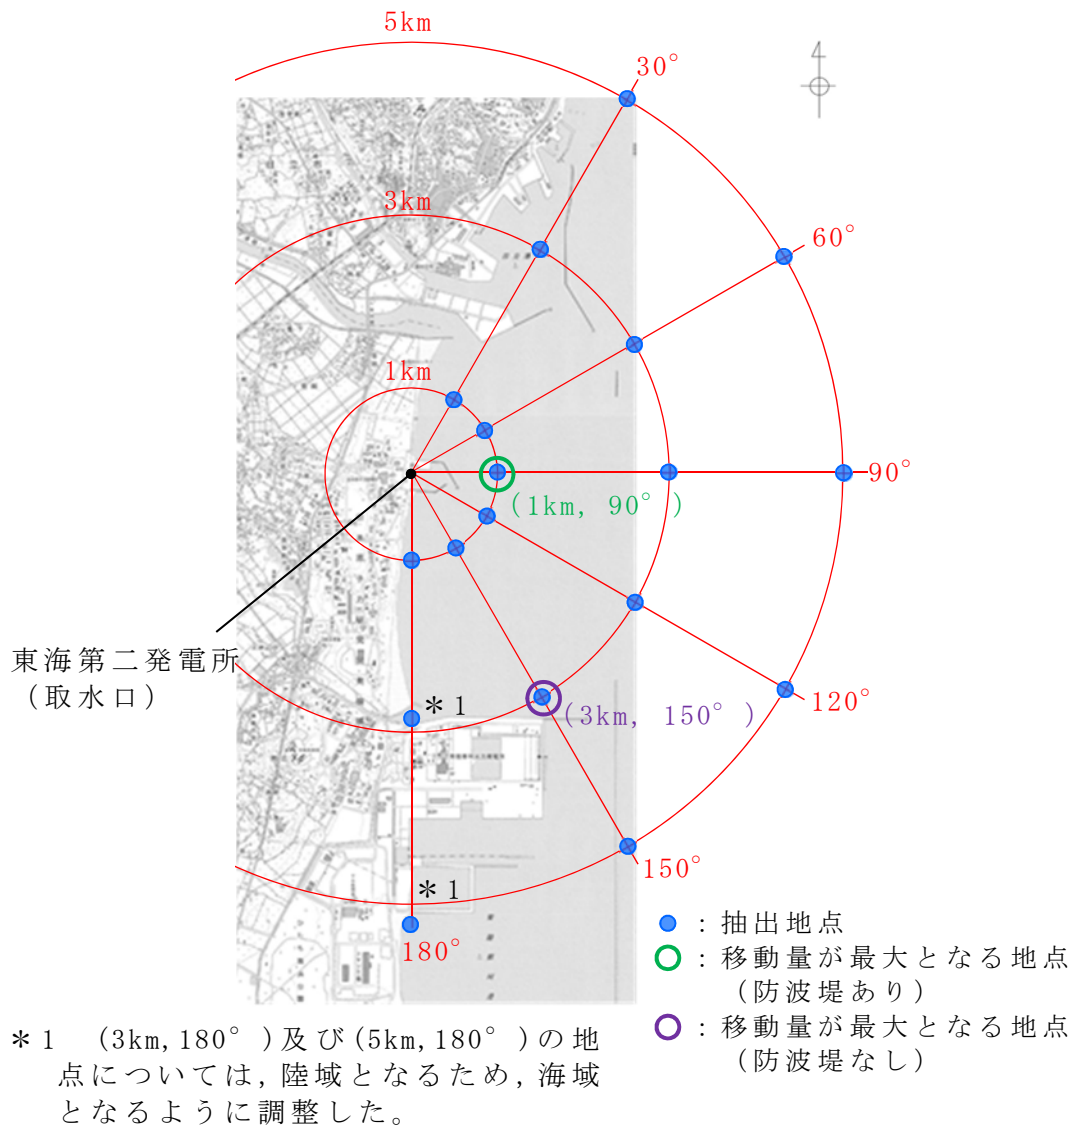 5km
30°
4
3km
60°
1km
90°
(1km, 90°)
東海第二発電所
(取水口)
＊1
(3km, 150°)
120°
150°
＊1
180°
：抽出地点
：移動量が最大となる地点
(防波堤あり)
：移動量が最大となる地点
(防波堤なし)
＊1　(3km,180°)及び(5km,180°)の地
点については,陸域となるため,海域
となるように調整した。